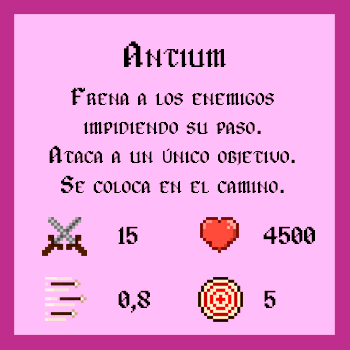 Antium
Frena a los enemigos
impidiendo su paso.
Ataca a un único objetivo.
Se coloca en el camino.
15 4500
0,8 5